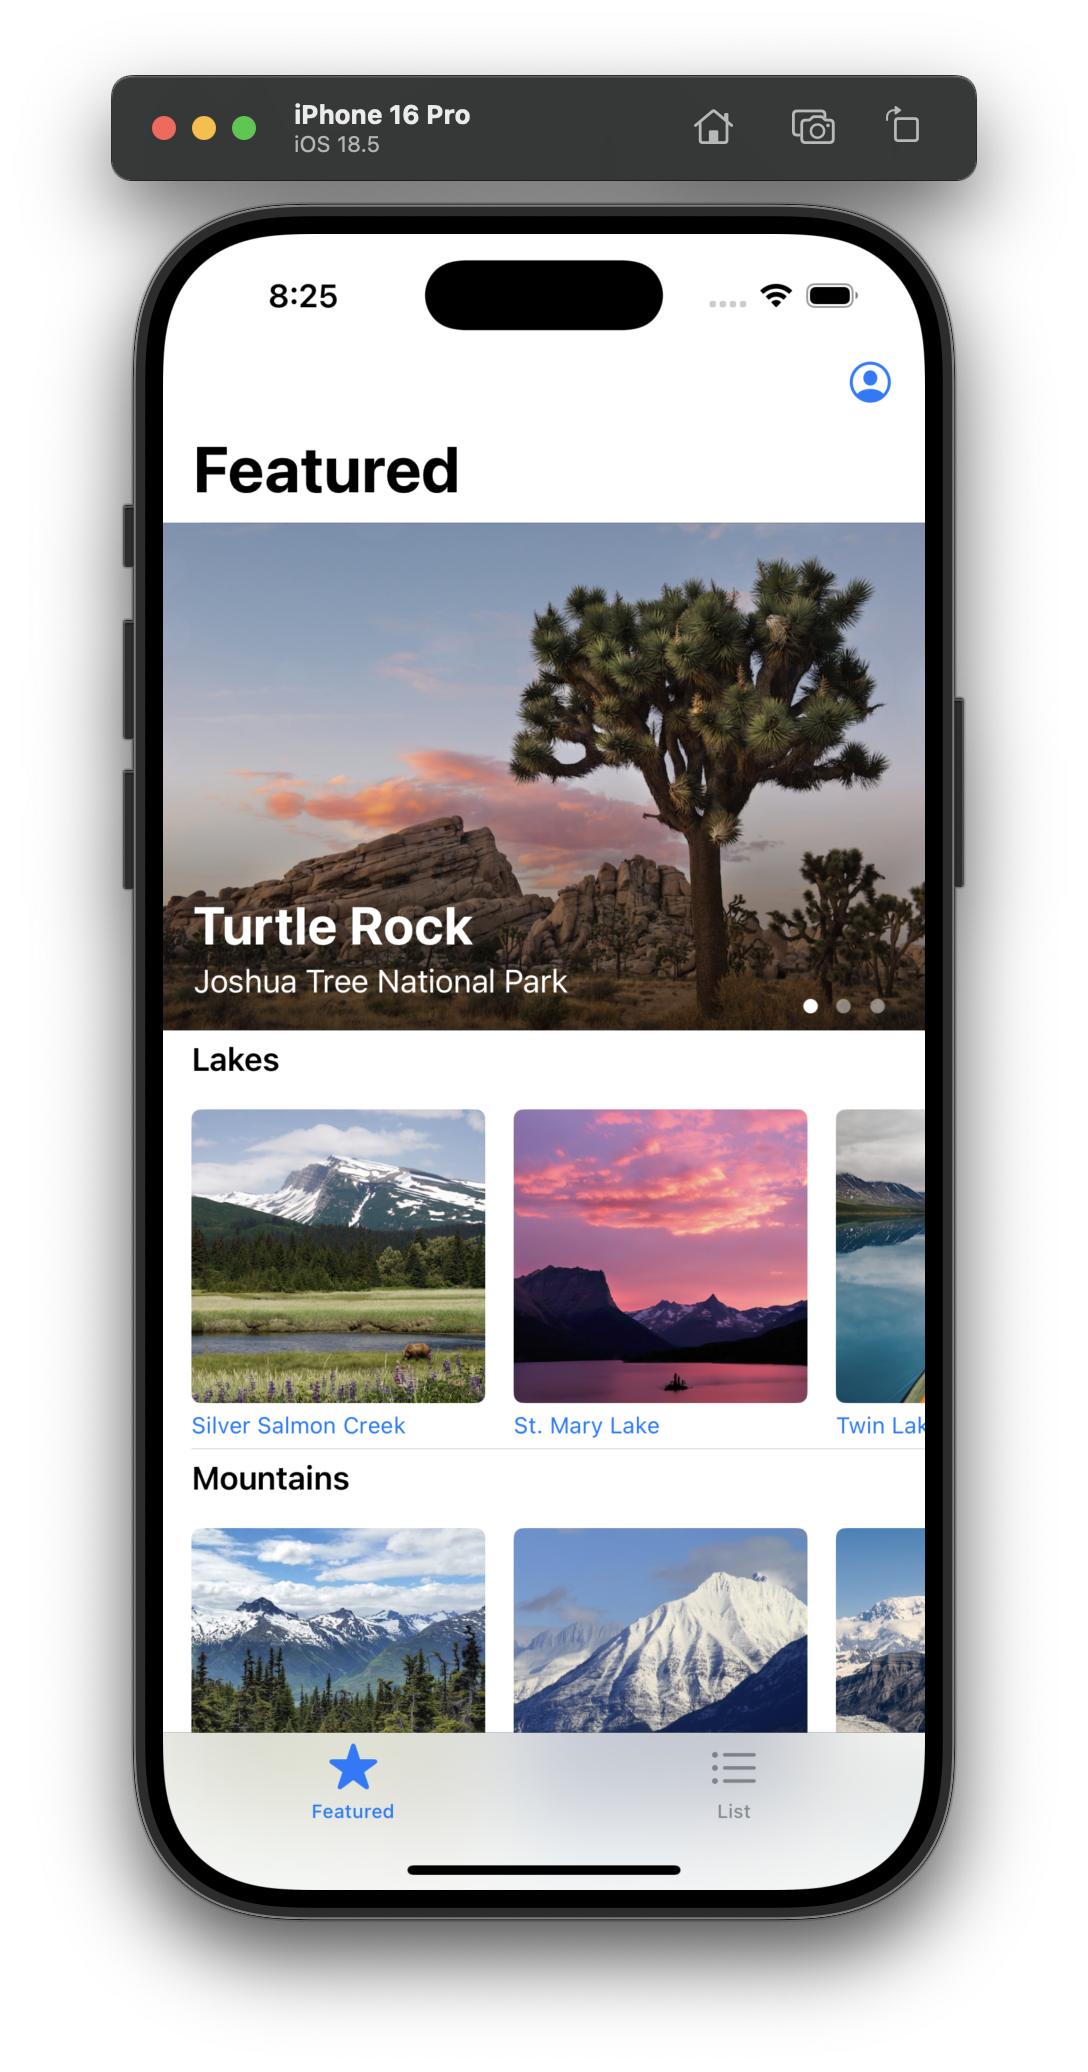 iPhone 16 Pro
iOS 18.5
8:25
Featured
Turtle Rock
Joshua Tree National Park
Lakes
Silver Salmon Creek
St. Mary Lake
Twin Lak
Mountains
Featured
List